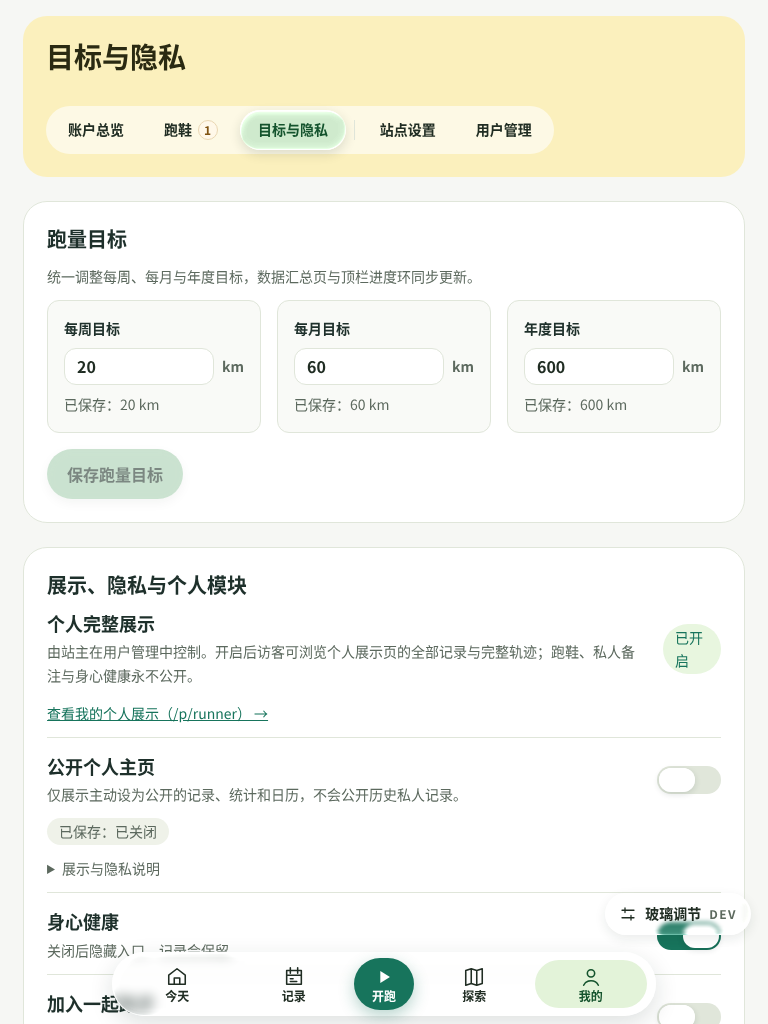 目标与隐私
账户总览
跑鞋 1
目标与隐私
站点设置
用户管理
跑量目标
统一调整每周、每月与年度目标，数据汇总页与顶栏进度环同步更新。
每周目标
20 km
已保存：20 km
每月目标
60 km
已保存：60 km
年度目标
600 km
已保存：600 km
保存跑量目标
展示、隐私与个人模块
个人完整展示
由站主在用户管理中控制。开启后访客可浏览个人展示页的全部记录与完整轨迹；跑鞋、私人备
注与身心健康永不公开。
已开
启
查看我的个人展示（/p/runner） →
公开个人主页
仅展示主动设为公开的记录、统计和日历，不会公开历史私人记录。
已保存：已关闭
展示与隐私说明
身心健康
关闭后隐藏入口，记录会保留
玻璃调节 DEV
加入一起
今天
记录
开跑
探索
我的